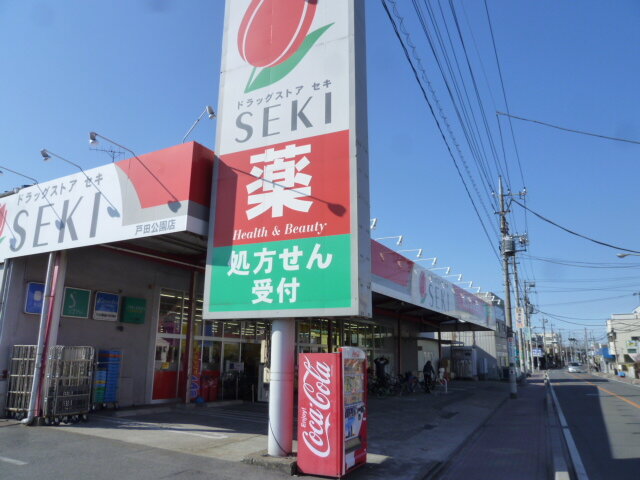 ドラッグストア セキ
SEKI
薬
Health & Beauty
処方せん
受付
ドラッグストア セキ
SEKI
戸田公園店
Enjoy!
Coca-Cola